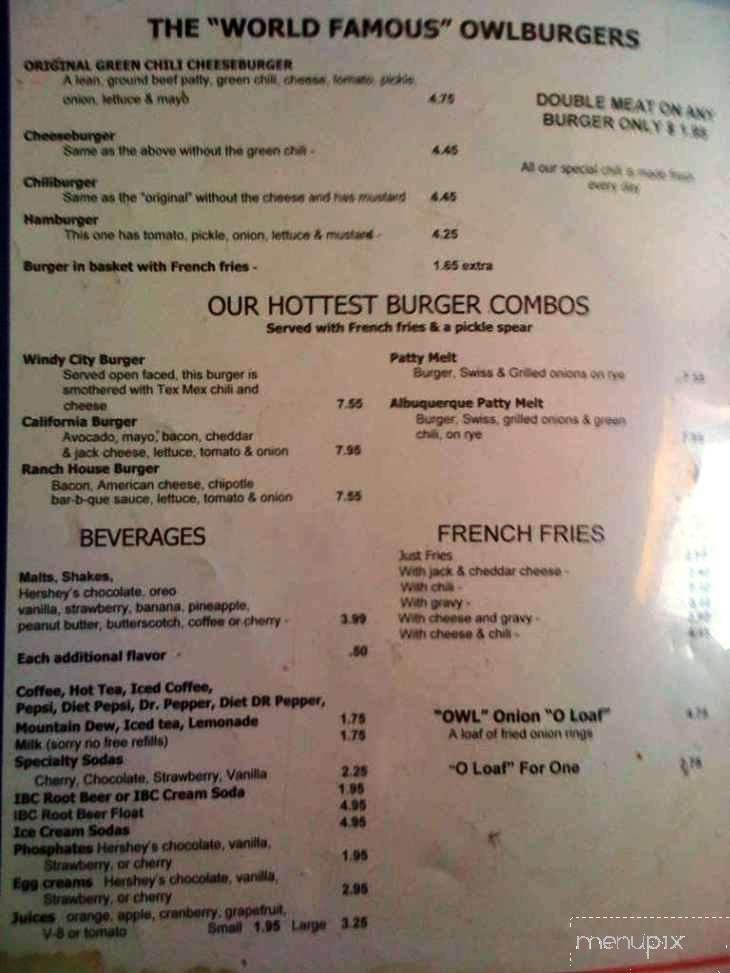 THE "WORLD FAMOUS" OWLBURGERS
ORIGINAL GREEN CHILI CHEESEBURGER
A lean, ground beef patty, green chili, cheese, tomato, pickle,
onion, lettuce & mayo 4.75
DOUBLE MEAT ON ANY
BURGER ONLY $
Cheeseburger
Same as the above without the green chili - 4.45
All our special chili is made fresh
every day
Chiliburger
Same as the "original" without the cheese and has mustard 4.45
Hamburger
This one has tomato, pickle, onion, lettuce & mustard - 4.25
Burger in basket with French fries - 1.65 extra
OUR HOTTEST BURGER COMBOS
Served with French fries & a pickle spear
Windy City Burger
Served open faced, this burger is
smothered with Tex Mex chili and
cheese 7.55
California Burger
Avocado, mayo, bacon, cheddar
& jack cheese, lettuce, tomato & onion 7.95
Ranch House Burger
Bacon, American cheese, chipotle
bar-b-que sauce, lettuce, tomato & onion 7.55
Patty Melt
Burger, Swiss & Grilled onions on rye
Albuquerque Patty Melt
Burger, Swiss, grilled onions & green
chili, on rye
BEVERAGES
Malts, Shakes,
Hershey's chocolate, oreo
vanilla, strawberry, banana, pineapple,
peanut butter, butterscotch, coffee or cherry - 3.99
Each additional flavor - .50
Coffee, Hot Tea, Iced Coffee,
Pepsi, Diet Pepsi, Dr. Pepper, Diet DR Pepper,
Mountain Dew, Iced tea, Lemonade 1.75
Milk (sorry no free refills) 1.75
Specialty Sodas
Cherry, Chocolate, Strawberry, Vanilla 2.25
IBC Root Beer or IBC Cream Soda 1.95
IBC Root Beer Float 4.95
Ice Cream Sodas 4.95
Phosphates Hershey's chocolate, vanilla,
Strawberry, or cherry 1.95
Egg creams Hershey's chocolate, vanilla,
Strawberry, or cherry 2.95
Juices orange, apple, cranberry, grapefruit,
V-8 or tomato Small 1.95 Large 3.25
FRENCH FRIES
Just Fries
With jack & cheddar cheese -
With chili -
With gravy -
With cheese and gravy -
With cheese & chili -
"OWL" Onion "O Loaf" 4.75
A loaf of fried onion rings
"O Loaf" For One
menupix